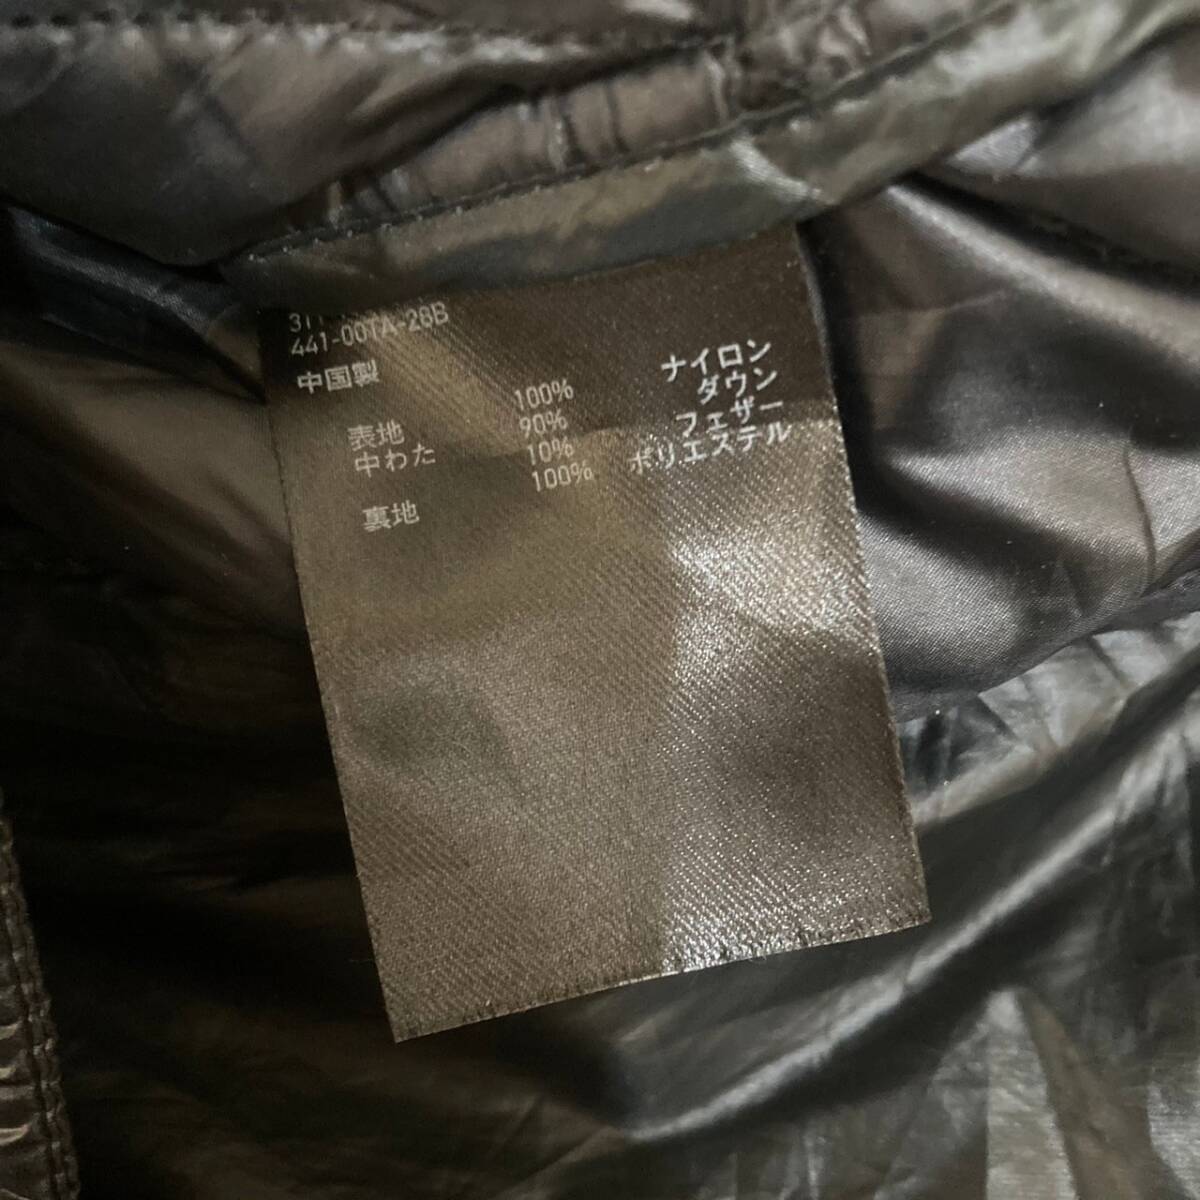 441-001A-28B
中国製
表地 100% ナイロン
中わた 90% ダウン
10% フェザー
裏地 100% ポリエステル